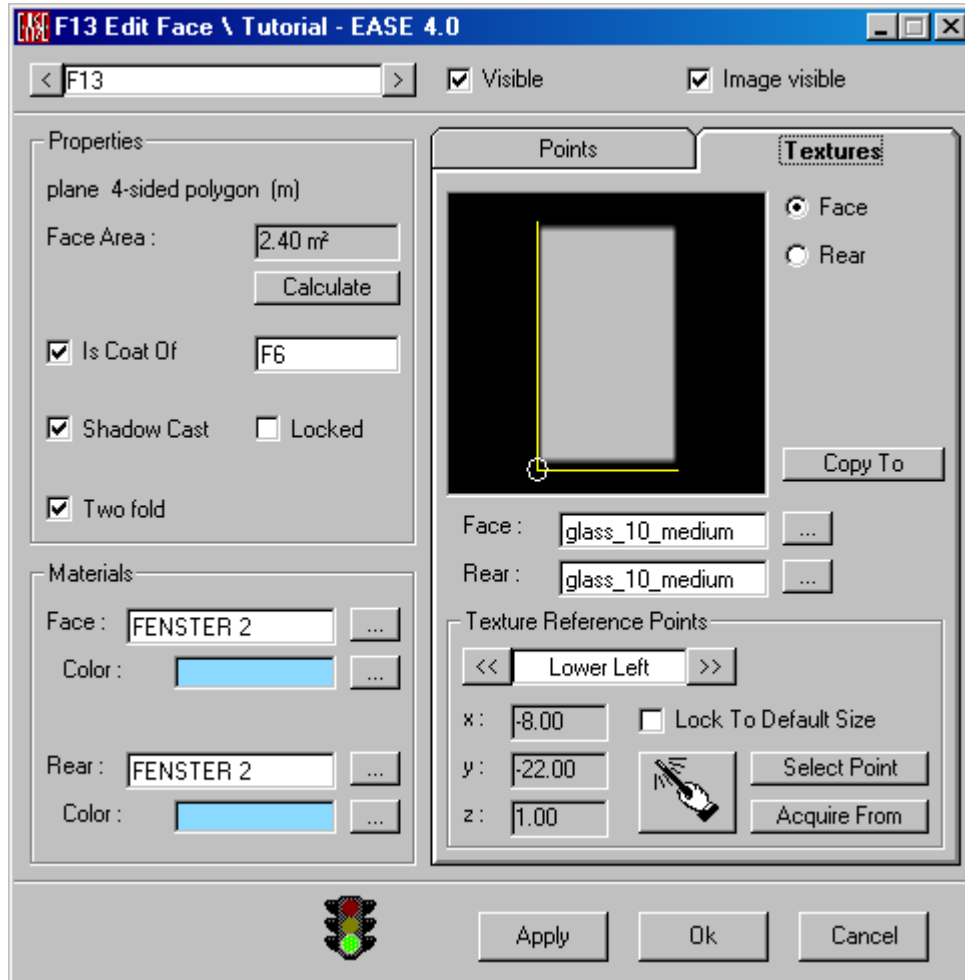 F13 Edit Face \ Tutorial - EASE 4.0
< F13 > Visible Image visible
Properties
plane 4-sided polygon (m)
Face Area : 2.40 m²
Calculate
Is Coat Of F6
Shadow Cast Locked
Two fold
Materials
Face : FENSTER 2 ...
Color : ...
Rear : FENSTER 2 ...
Color : ...
Points Textures
Face
Rear
Copy To
Face : glass_10_medium ...
Rear : glass_10_medium ...
Texture Reference Points
<< Lower Left >>
x : -8.00 Lock To Default Size
y : -22.00 Select Point
z : 1.00 Acquire From
Apply Ok Cancel